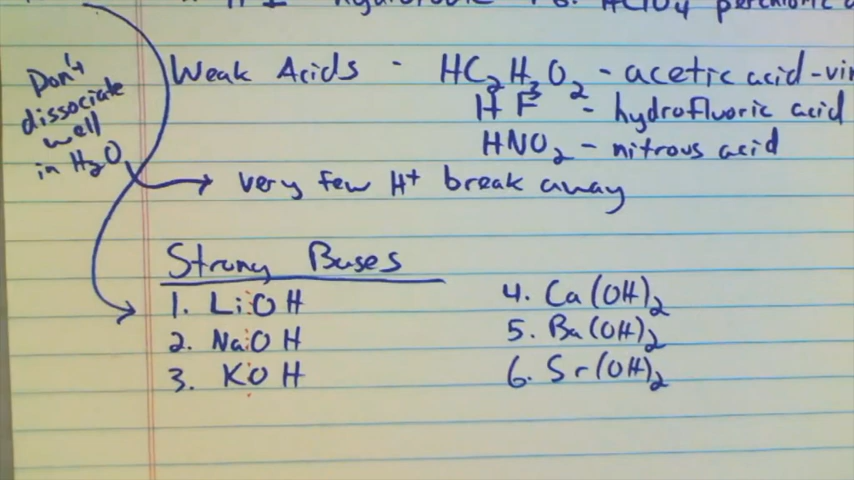 HClO4
Weak Acids - HC2H3O2 - acetic acid - vin
HF - hydrofluoric acid
HNO2 - nitrous acid
Don't
dissociate
well
in H2O
very few H+ break away
Strong Bases
1. LiOH
2. NaOH
3. KOH
4. Ca(OH)2
5. Ba(OH)2
6. Sr(OH)2